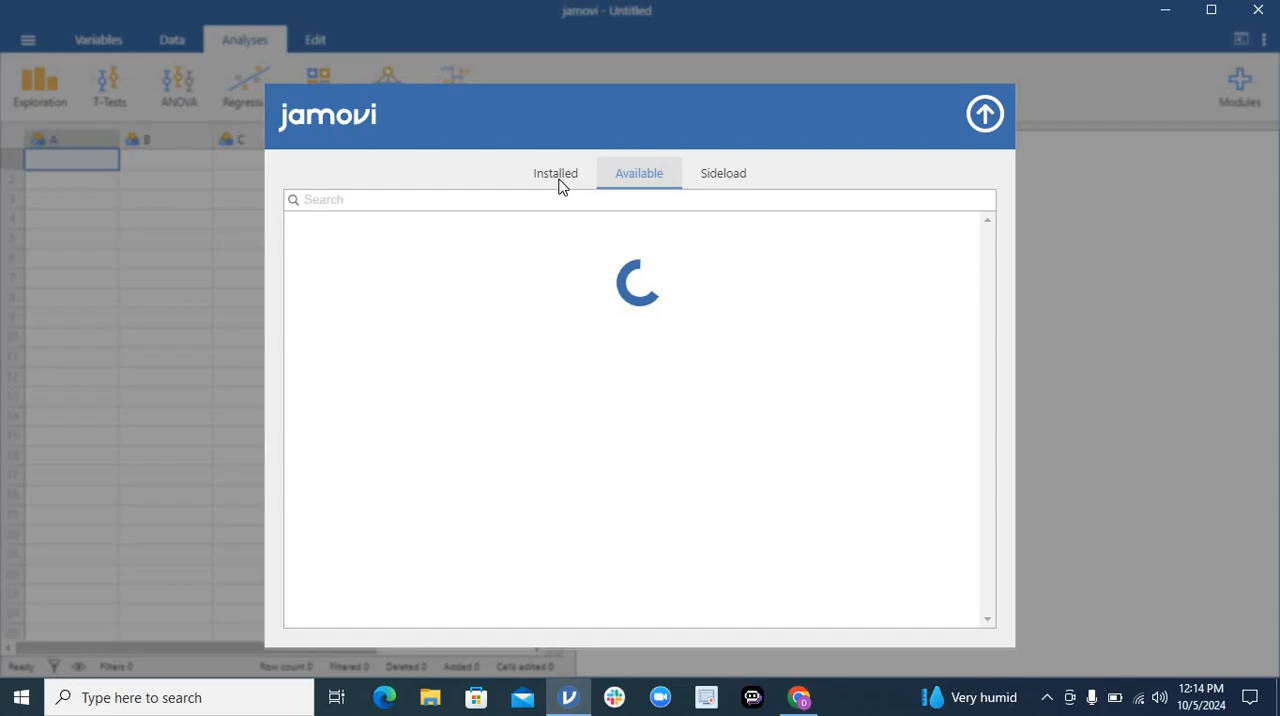 jamovi - Untitled
Variables Data Analyses Edit
Exploration T-Tests ANOVA Regress Modules
jamovi
A B C
Installed Available Sideload
Search
Ready Filters 0 Row count 0 Filtered 0 Deleted 0 Added 0 Cells edited 0
Type here to search
Very humid
12:14 PM
10/5/2024